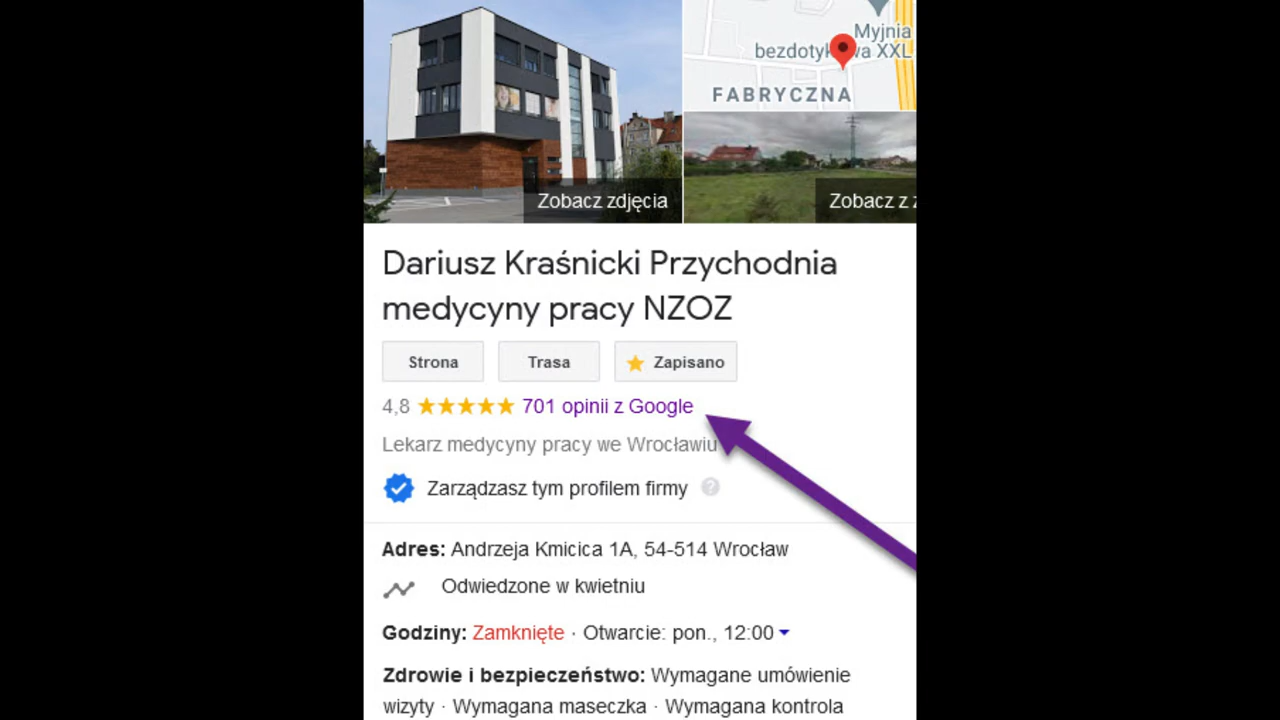 Myjnia
bezdotykowa XXL
FABRYCZNA
Zobacz zdjęcia
Zobacz z z
Dariusz Kraśnicki Przychodnia
medycyny pracy NZOZ
Strona
Trasa
Zapisano
4,8
701 opinii z Google
Lekarz medycyny pracy we Wrocławiu
Zarządzasz tym profilem firmy ?
Adres: Andrzeja Kmicica 1A, 54-514 Wrocław
Odwiedzone w kwietniu
Godziny: Zamknięte · Otwarcie: pon., 12:00
Zdrowie i bezpieczeństwo: Wymagane umówienie
wizyty · Wymagana maseczka · Wymagana kontrola